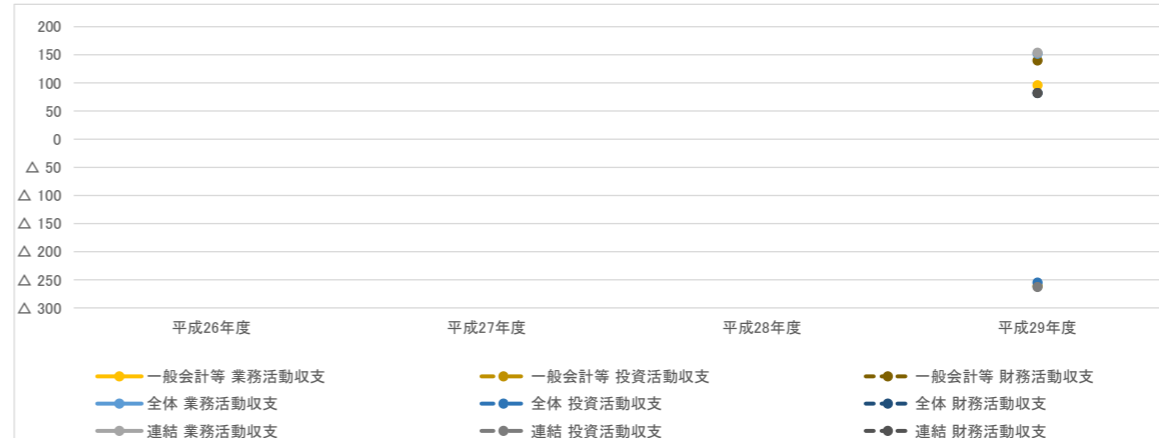 200
150
100
50
0
△ 50
△ 100
△ 150
△ 200
△ 250
△ 300
平成26年度 平成27年度 平成28年度 平成29年度
一般会計等 業務活動収支 一般会計等 投資活動収支 一般会計等 財務活動収支
全体 業務活動収支 全体 投資活動収支 全体 財務活動収支
連結 業務活動収支 連結 投資活動収支 連結 財務活動収支